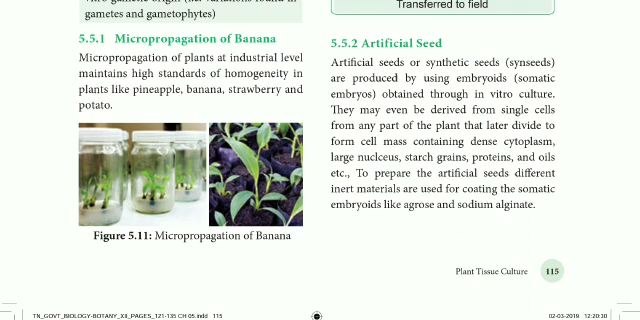 gametes and gametophytes)
5.5.1 Micropropagation of Banana
Micropropagation of plants at industrial level
maintains high standards of homogeneity in
plants like pineapple, banana, strawberry and
potato.
Figure 5.11: Micropropagation of Banana
Transferred to field
5.5.2 Artificial Seed
Artificial seeds or synthetic seeds (synseeds)
are produced by using embryoids (somatic
embryos) obtained through in vitro culture.
They may even be derived from single cells
from any part of the plant that later divide to
form cell mass containing dense cytoplasm,
large nuclceus, starch grains, proteins, and oils
etc., To prepare the artificial seeds different
inert materials are used for coating the somatic
embryoids like agrose and sodium alginate.
Plant Tissue Culture 115
TN_GOVT_BIOLOGY-BOTANY_XII_PAGES_121-135 CH 05.indd 115
02-03-2019 12:20:30